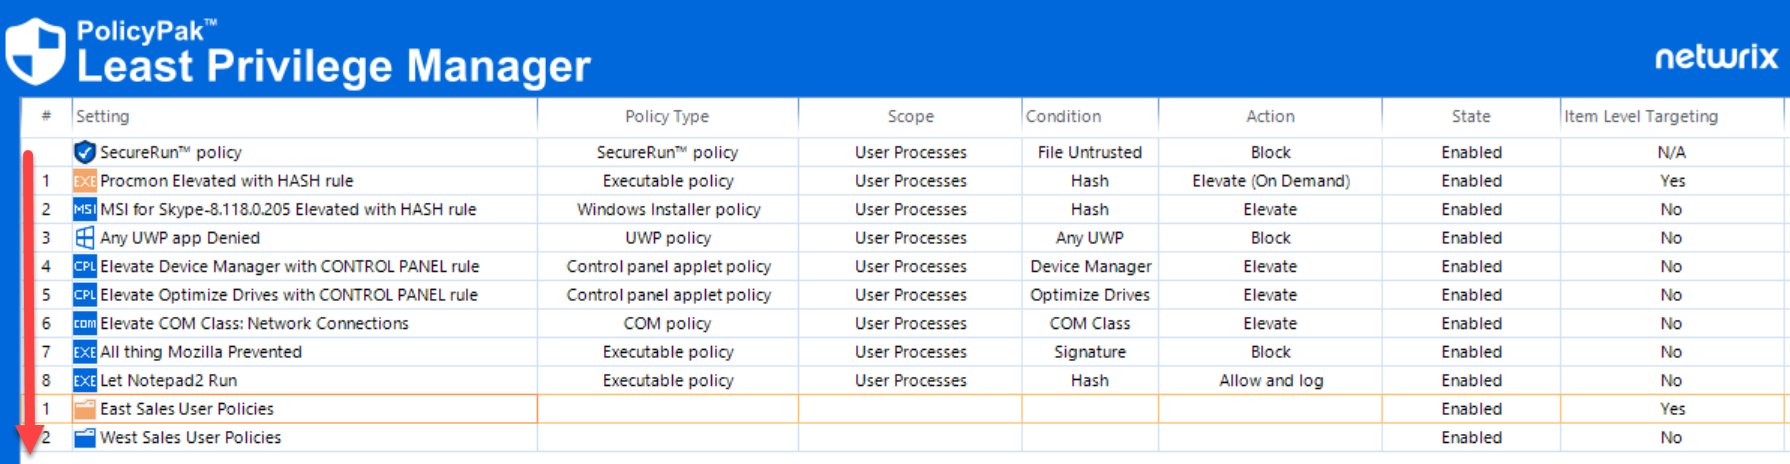 PolicyPak™
Least Privilege Manager
netwrix
# Setting Policy Type Scope Condition Action State Item Level Targeting
SecureRun™ policy SecureRun™ policy User Processes File Untrusted Block Enabled N/A
1 EXE Procmon Elevated with HASH rule Executable policy User Processes Hash Elevate (On Demand) Enabled Yes
2 MSI MSI for Skype-8.118.0.205 Elevated with HASH rule Windows Installer policy User Processes Hash Elevate Enabled No
3 Any UWP app Denied UWP policy User Processes Any UWP Block Enabled No
4 CPL Elevate Device Manager with CONTROL PANEL rule Control panel applet policy User Processes Device Manager Elevate Enabled No
5 CPL Elevate Optimize Drives with CONTROL PANEL rule Control panel applet policy User Processes Optimize Drives Elevate Enabled No
6 com Elevate COM Class: Network Connections COM policy User Processes COM Class Elevate Enabled No
7 EXE All thing Mozilla Prevented Executable policy User Processes Signature Block Enabled No
8 EXE Let Notepad2 Run Executable policy User Processes Hash Allow and log Enabled No
1 East Sales User Policies Enabled Yes
2 West Sales User Policies Enabled No